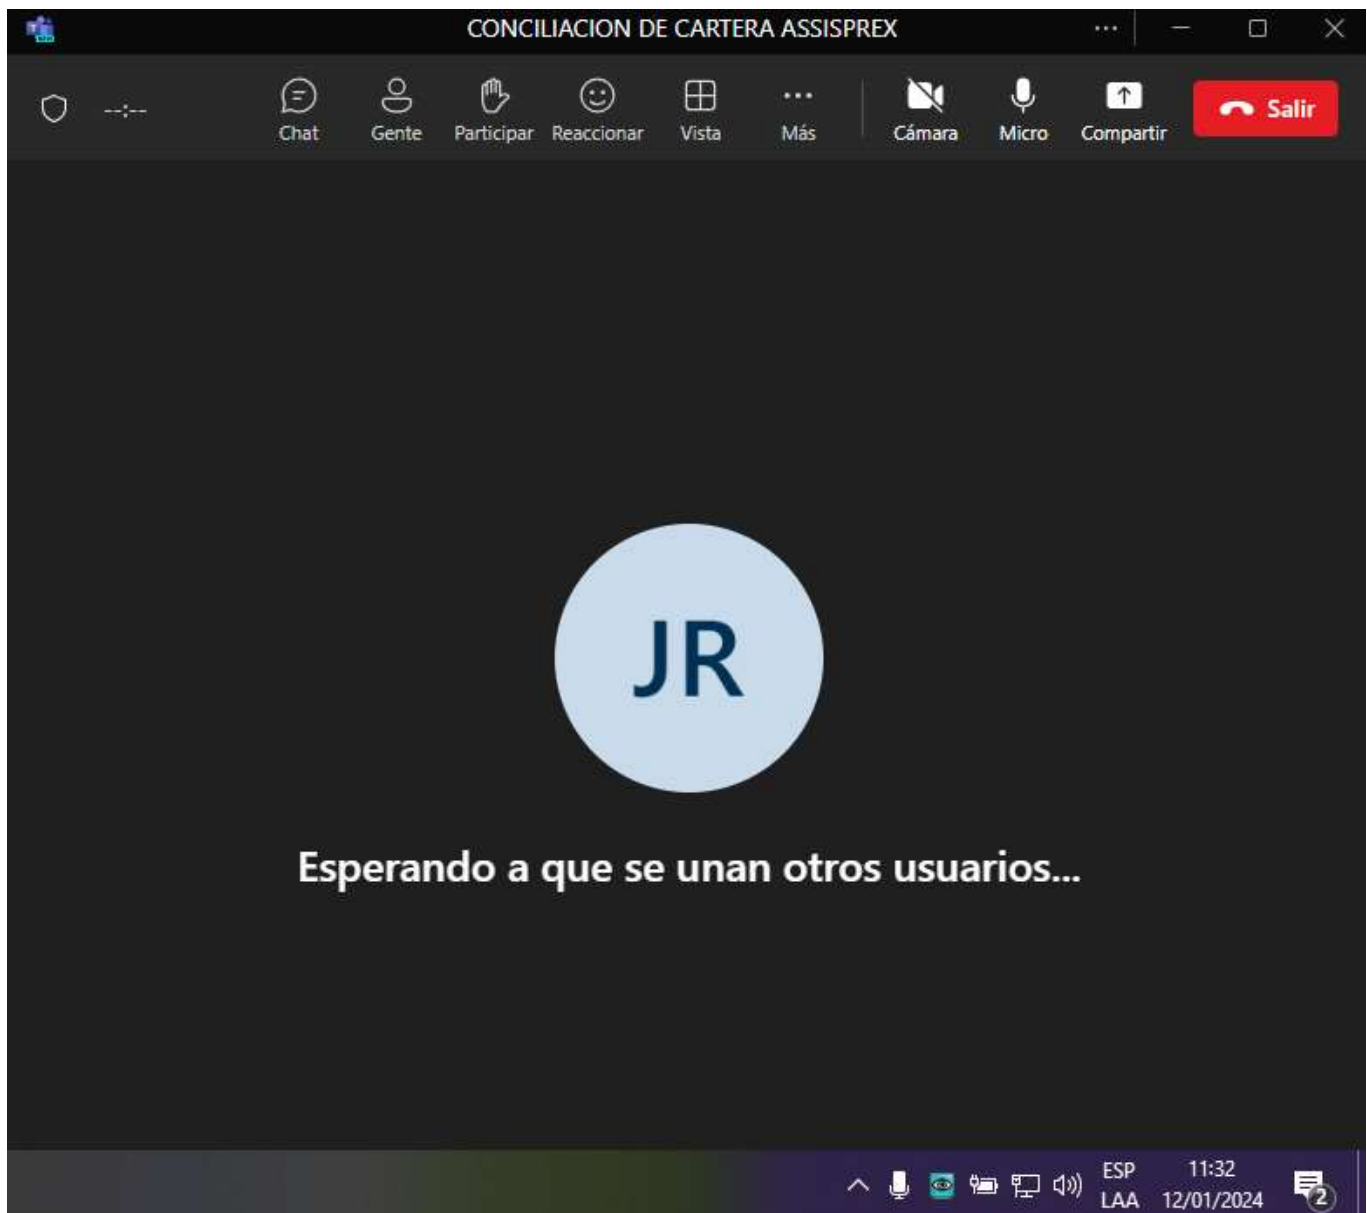 CONCILIACION DE CARTERA ASSISPREX
--:--
Chat
Gente
Participar
Reaccionar
Vista
Más
Cámara
Micro
Compartir
Salir
JR
Esperando a que se unan otros usuarios...
ESP
LAA
11:32
12/01/2024
2